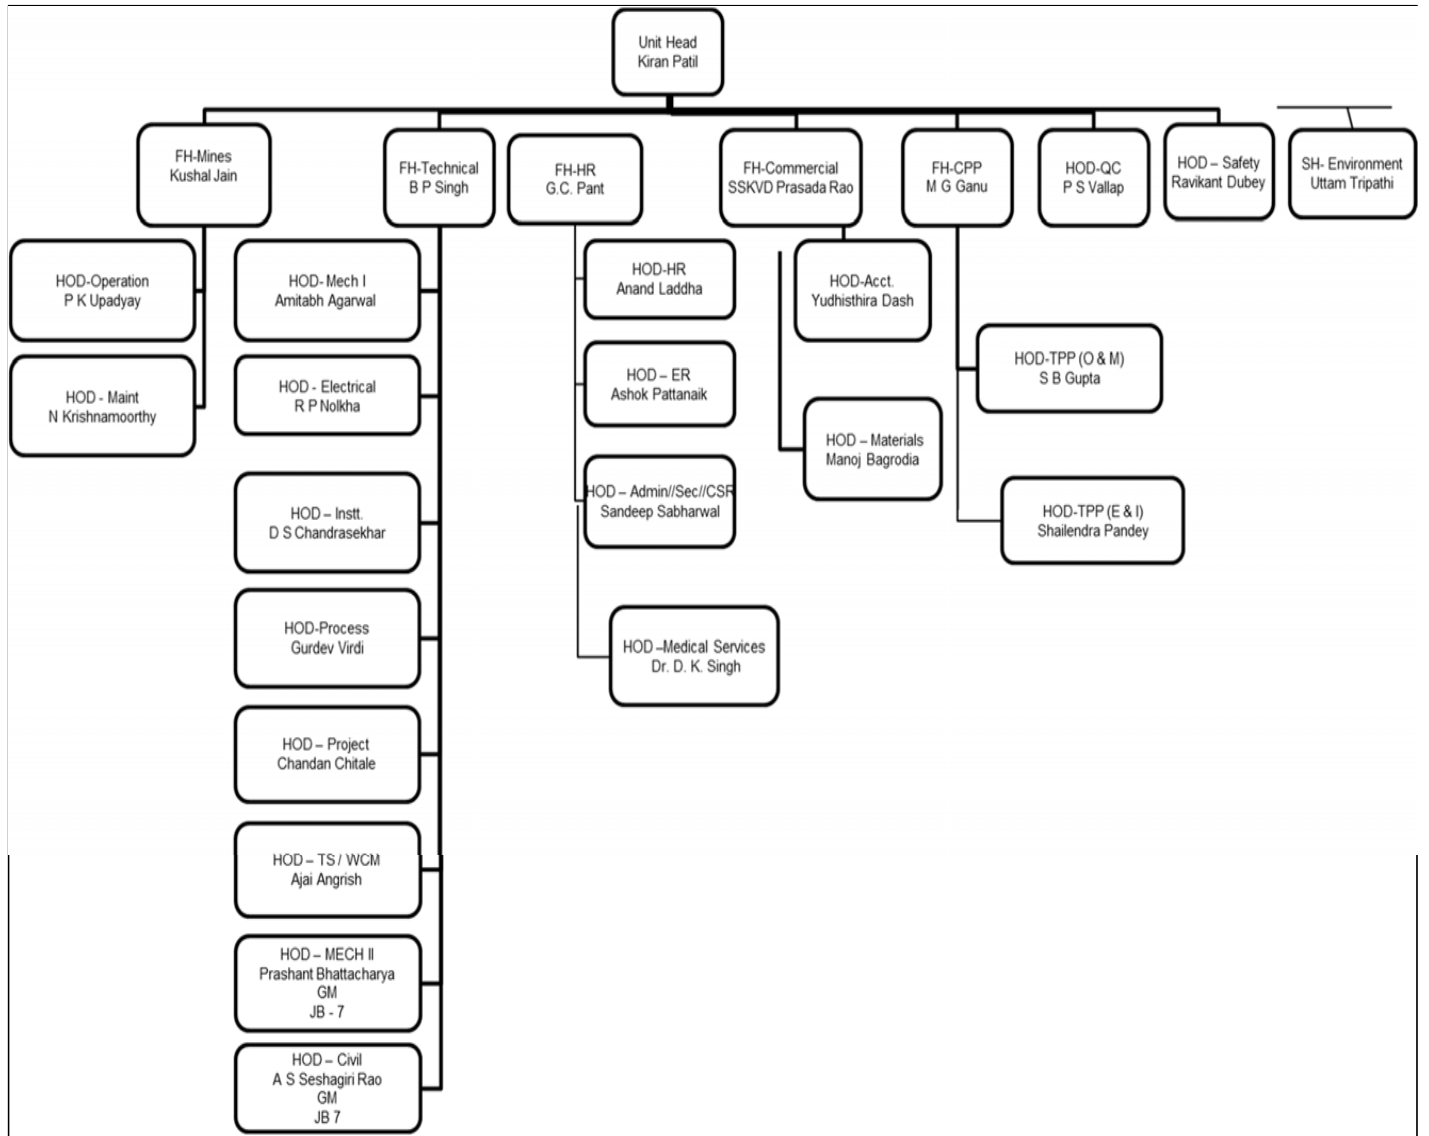 Unit Head
Kiran Patil
FH-Mines
Kushal Jain
FH-Technical
B P Singh
FH-HR
G.C. Pant
FH-Commercial
SSKVD Prasada Rao
FH-CPP
M G Ganu
HOD-QC
P S Vallap
HOD – Safety
Ravikant Dubey
SH- Environment
Uttam Tripathi
HOD-Operation
P K Upadyay
HOD - Maint
N Krishnamoorthy
HOD- Mech I
Amitabh Agarwal
HOD - Electrical
R P Nolkha
HOD – Instt.
D S Chandrasekhar
HOD-Process
Gurdev Virdi
HOD – Project
Chandan Chitale
HOD – TS / WCM
Ajai Angrish
HOD – MECH II
Prashant Bhattacharya
GM
JB - 7
HOD – Civil
A S Seshagiri Rao
GM
JB 7
HOD-HR
Anand Laddha
HOD – ER
Ashok Pattanaik
HOD – Admin//Sec//CSR
Sandeep Sabharwal
HOD –Medical Services
Dr. D. K. Singh
HOD-Acct.
Yudhisthira Dash
HOD – Materials
Manoj Bagrodia
HOD-TPP (O & M)
S B Gupta
HOD-TPP (E & I)
Shailendra Pandey